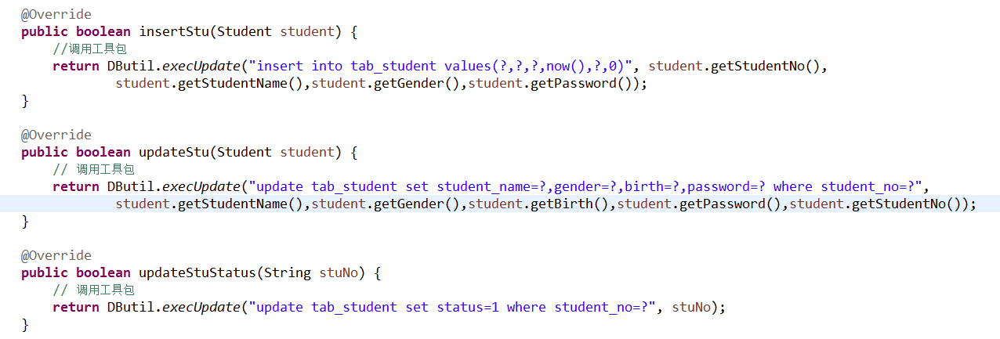 @Override
public boolean insertStu(Student student) {
//调用工具包
return DButil.execUpdate("insert into tab_student values(?,?,?,now(),?,0)", student.getStudentNo(),
student.getStudentName(),student.getGender(),student.getPassword());
}
@Override
public boolean updateStu(Student student) {
// 调用工具包
return DButil.execUpdate("update tab_student set student_name=?,gender=?,birth=?,password=? where student_no=?",
student.getStudentName(),student.getGender(),student.getBirth(),student.getPassword(),student.getStudentNo());
}
@Override
public boolean updateStuStatus(String stuNo) {
// 调用工具包
return DButil.execUpdate("update tab_student set status=1 where student_no=?", stuNo);
}